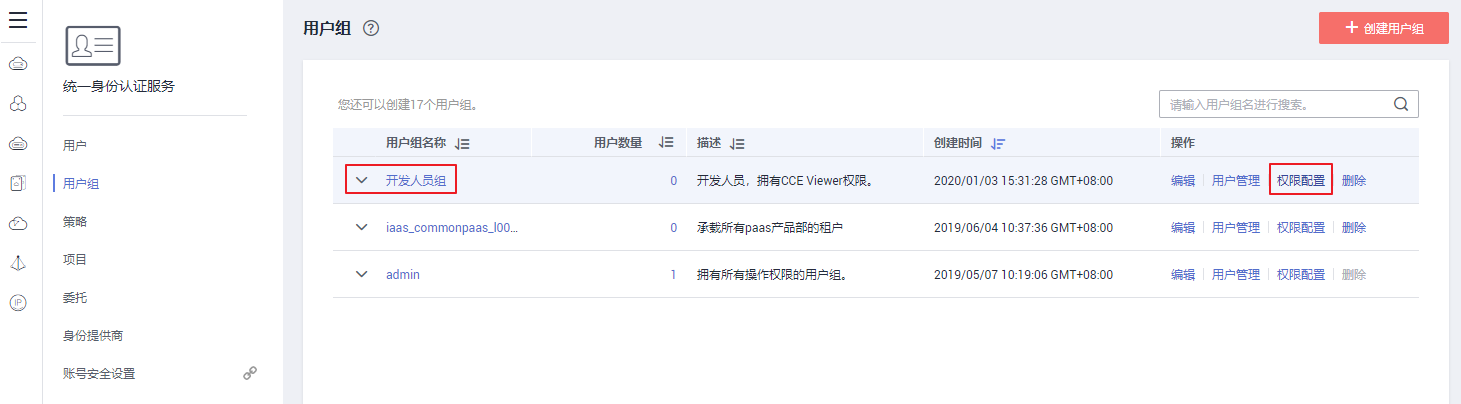 用户组 ?
+ 创建用户组
统一身份认证服务
用户
用户组
策略
项目
委托
身份提供商
账号安全设置
IP
您还可以创建17个用户组。
请输入用户组名进行搜索。
用户组名称 用户数量 描述 创建时间 操作
开发人员组 0 开发人员，拥有CCE Viewer权限。 2020/01/03 15:31:28 GMT+08:00 编辑 用户管理 权限配置 删除
iaas_commonpaas_l00... 0 承载所有paas产品部的租户 2019/06/04 10:37:36 GMT+08:00 编辑 用户管理 权限配置 删除
admin 1 拥有所有操作权限的用户组。 2019/05/07 10:19:06 GMT+08:00 编辑 用户管理 权限配置 删除